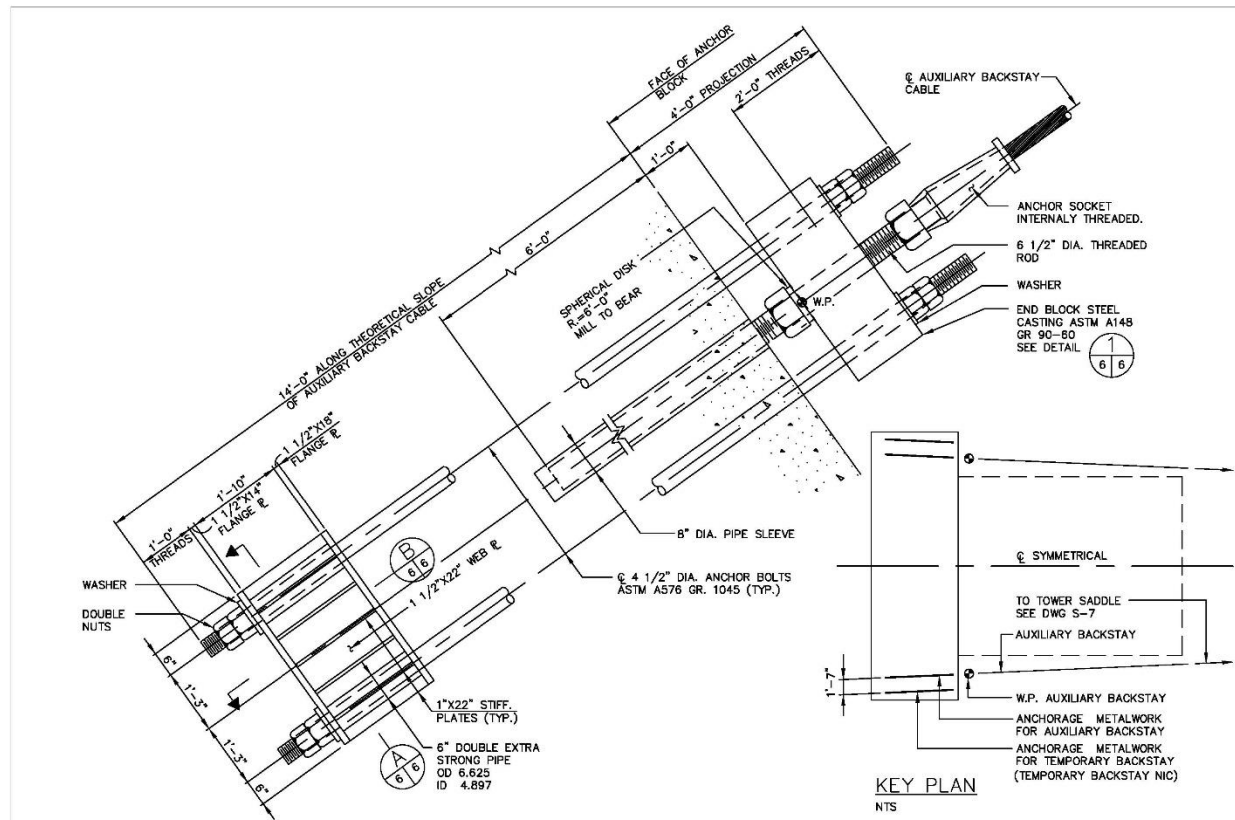 FACE OF ANCHOR
BLOCK
4'-0" PROJECTION
2'-0" THREADS
1'-0"
℄ AUXILIARY BACKSTAY
CABLE
14'-0" ALONG THEORETICAL SLOPE
OF AUXILIARY BACKSTAY CABLE
6'-0"
SPHERICAL DISK
R.=6'-0"
MILL TO BEAR
W.P.
ANCHOR SOCKET
INTERNALY THREADED.
6 1/2" DIA. THREADED
ROD
WASHER
END BLOCK STEEL
CASTING ASTM A148
GR 90-60
SEE DETAIL
1
6 6
1 1/2"X18"
FLANGE ℄
1'-10"
1 1/2"X14"
FLANGE ℄
1'-0"
THREADS
WASHER
DOUBLE
NUTS
B
6 6
1 1/2"X22" WEB ℄
8" DIA. PIPE SLEEVE
℄ 4 1/2" DIA. ANCHOR BOLTS
ASTM A576 GR. 1045 (TYP.)
6"
1'-3"
1'-3"
6"
1"X22" STIFF.
PLATES (TYP.)
6" DOUBLE EXTRA
STRONG PIPE
OD 6.625
ID 4.897
A
6 6
℄ SYMMETRICAL
TO TOWER SADDLE
SEE DWG S-7
AUXILIARY BACKSTAY
1'-7"
W.P. AUXILIARY BACKSTAY
ANCHORAGE METALWORK
FOR AUXILIARY BACKSTAY
ANCHORAGE METALWORK
FOR TEMPORARY BACKSTAY
(TEMPORARY BACKSTAY NIC)
KEY PLAN
NTS